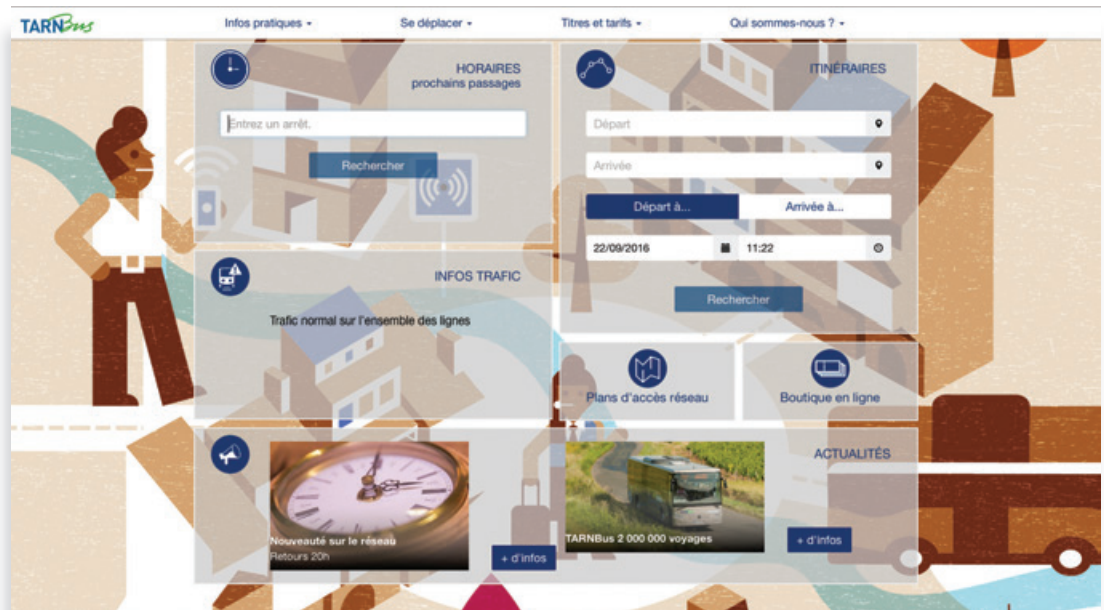 TARNBus
Infos pratiques
Se déplacer
Titres et tarifs
Qui sommes-nous ?
HORAIRES
prochains passages
Entrez un arrêt.
Rechercher
ITINÉRAIRES
Départ
Arrivée
Départ à...
Arrivée à...
22/09/2016
11:22
Rechercher
INFOS TRAFIC
Trafic normal sur l'ensemble des lignes
Plans d'accès réseau
Boutique en ligne
ACTUALITÉS
Nouveauté sur le réseau
Retours 20h
+ d'infos
TARNBus 2 000 000 voyages
+ d'infos